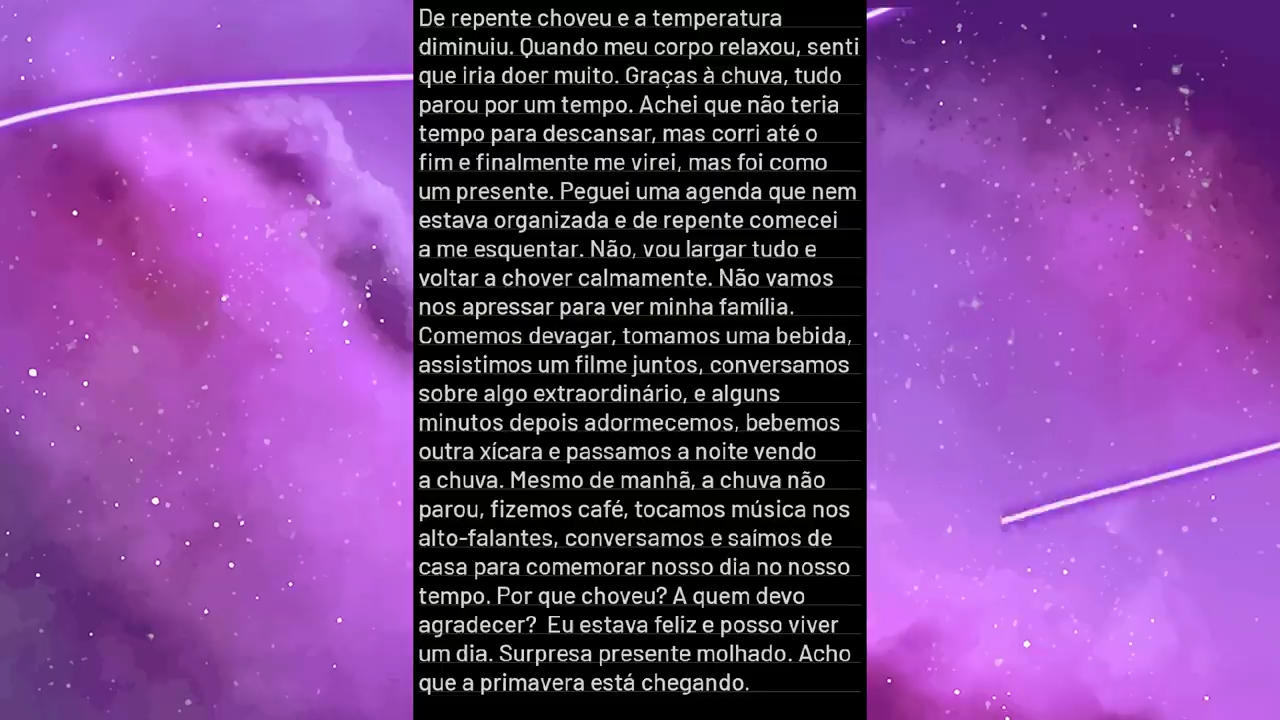 De repente choveu e a temperatura
diminuiu. Quando meu corpo relaxou, senti
que iria doer muito. Graças à chuva, tudo
parou por um tempo. Achei que não teria
tempo para descansar, mas corri até o
fim e finalmente me virei, mas foi como
um presente. Peguei uma agenda que nem
estava organizada e de repente comecei
a me esquentar. Não, vou largar tudo e
voltar a chover calmamente. Não vamos
nos apressar para ver minha família.
Comemos devagar, tomamos uma bebida,
assistimos um filme juntos, conversamos
sobre algo extraordinário, e alguns
minutos depois adormecemos, bebemos
outra xícara e passamos a noite vendo
a chuva. Mesmo de manhã, a chuva não
parou, fizemos café, tocamos música nos
alto-falantes, conversamos e saímos de
casa para comemorar nosso dia no nosso
tempo. Por que choveu? A quem devo
agradecer?  Eu estava feliz e posso viver
um dia. Surpresa presente molhado. Acho
que a primavera está chegando.